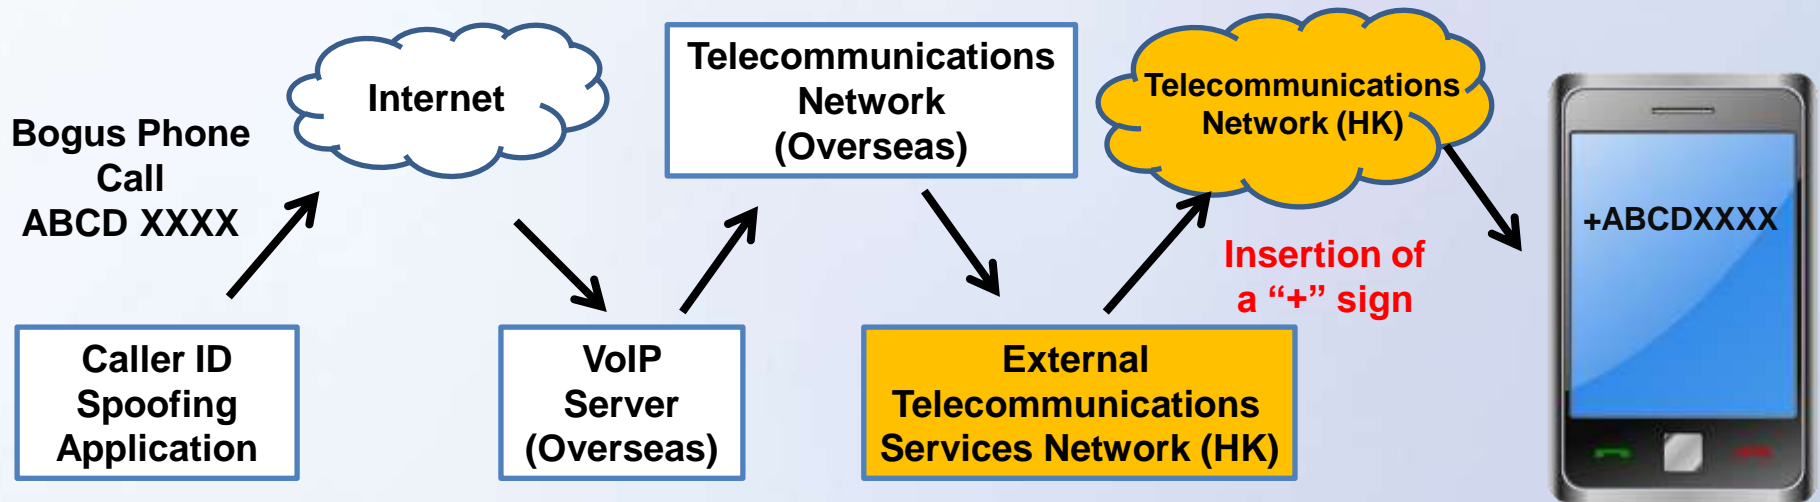 Bogus Phone
Call
ABCD XXXX
Caller ID
Spoofing
Application
Internet
VoIP
Server
(Overseas)
Telecommunications
Network
(Overseas)
External
Telecommunications
Services Network (HK)
Insertion of
a “+” sign
Telecommunications
Network (HK)
+ABCDXXXX